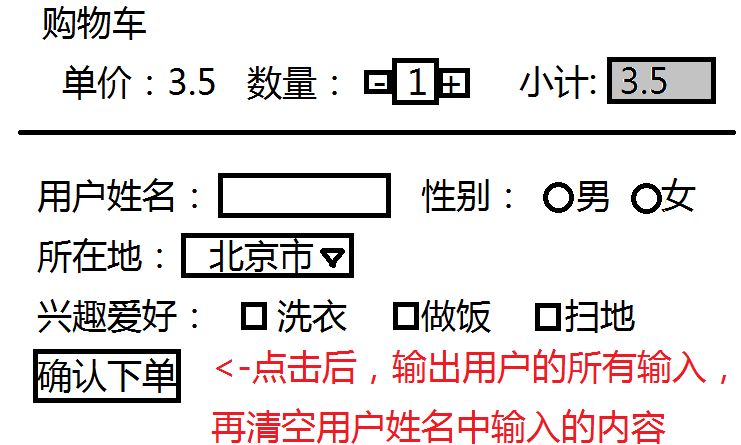 购物车
单价：3.5 数量： - 1 + 小计: 3.5
用户姓名： 性别： 男 女
所在地： 北京市
兴趣爱好： 洗衣 做饭 扫地
确认下单 <-点击后，输出用户的所有输入，
再清空用户姓名中输入的内容